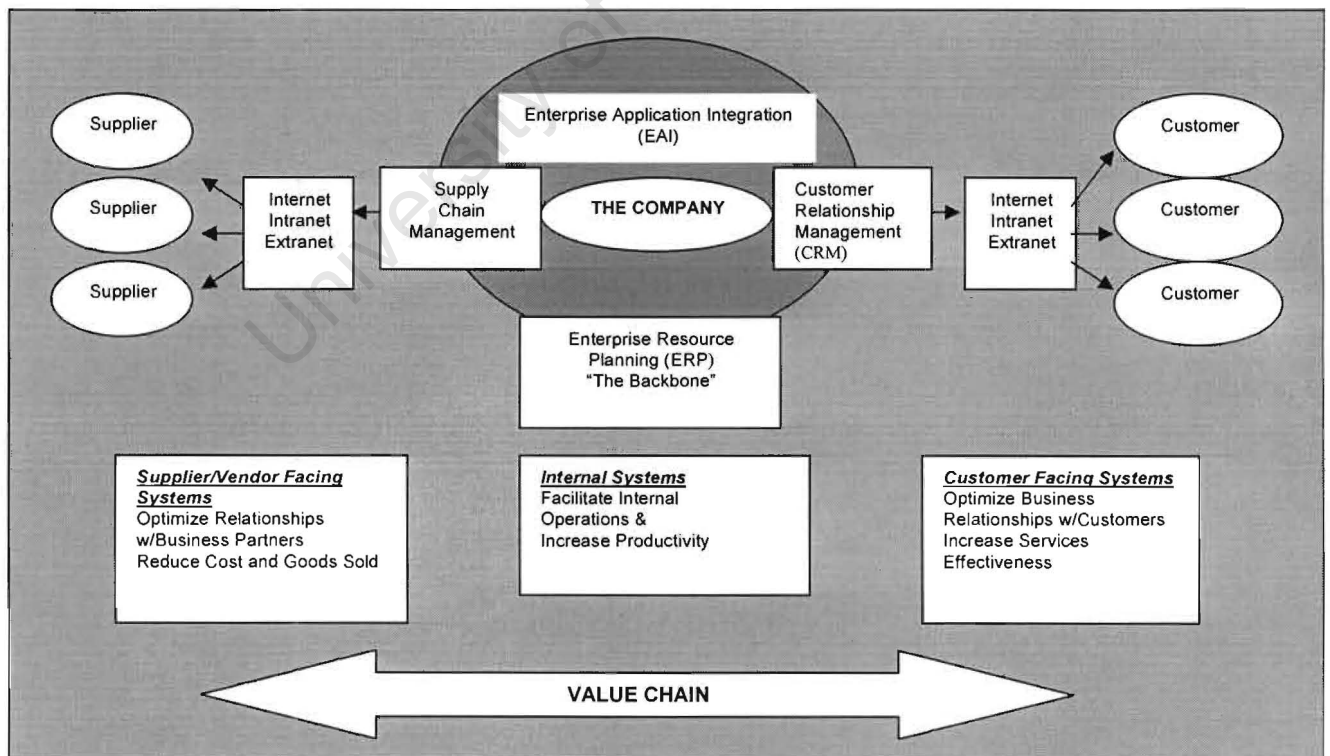 Enterprise Application Integration
(EAI)
Supplier
Supplier
Supplier
Internet
Intranet
Extranet
Supply
Chain
Management
THE COMPANY
Customer
Relationship
Management
(CRM)
Internet
Intranet
Extranet
Customer
Customer
Customer
Enterprise Resource
Planning (ERP)
“The Backbone”
Supplier/Vendor Facing
Systems
Optimize Relationships
w/Business Partners
Reduce Cost and Goods Sold
Internal Systems
Facilitate Internal
Operations &
Increase Productivity
Customer Facing Systems
Optimize Business
Relationships w/Customers
Increase Services
Effectiveness
VALUE CHAIN
University of